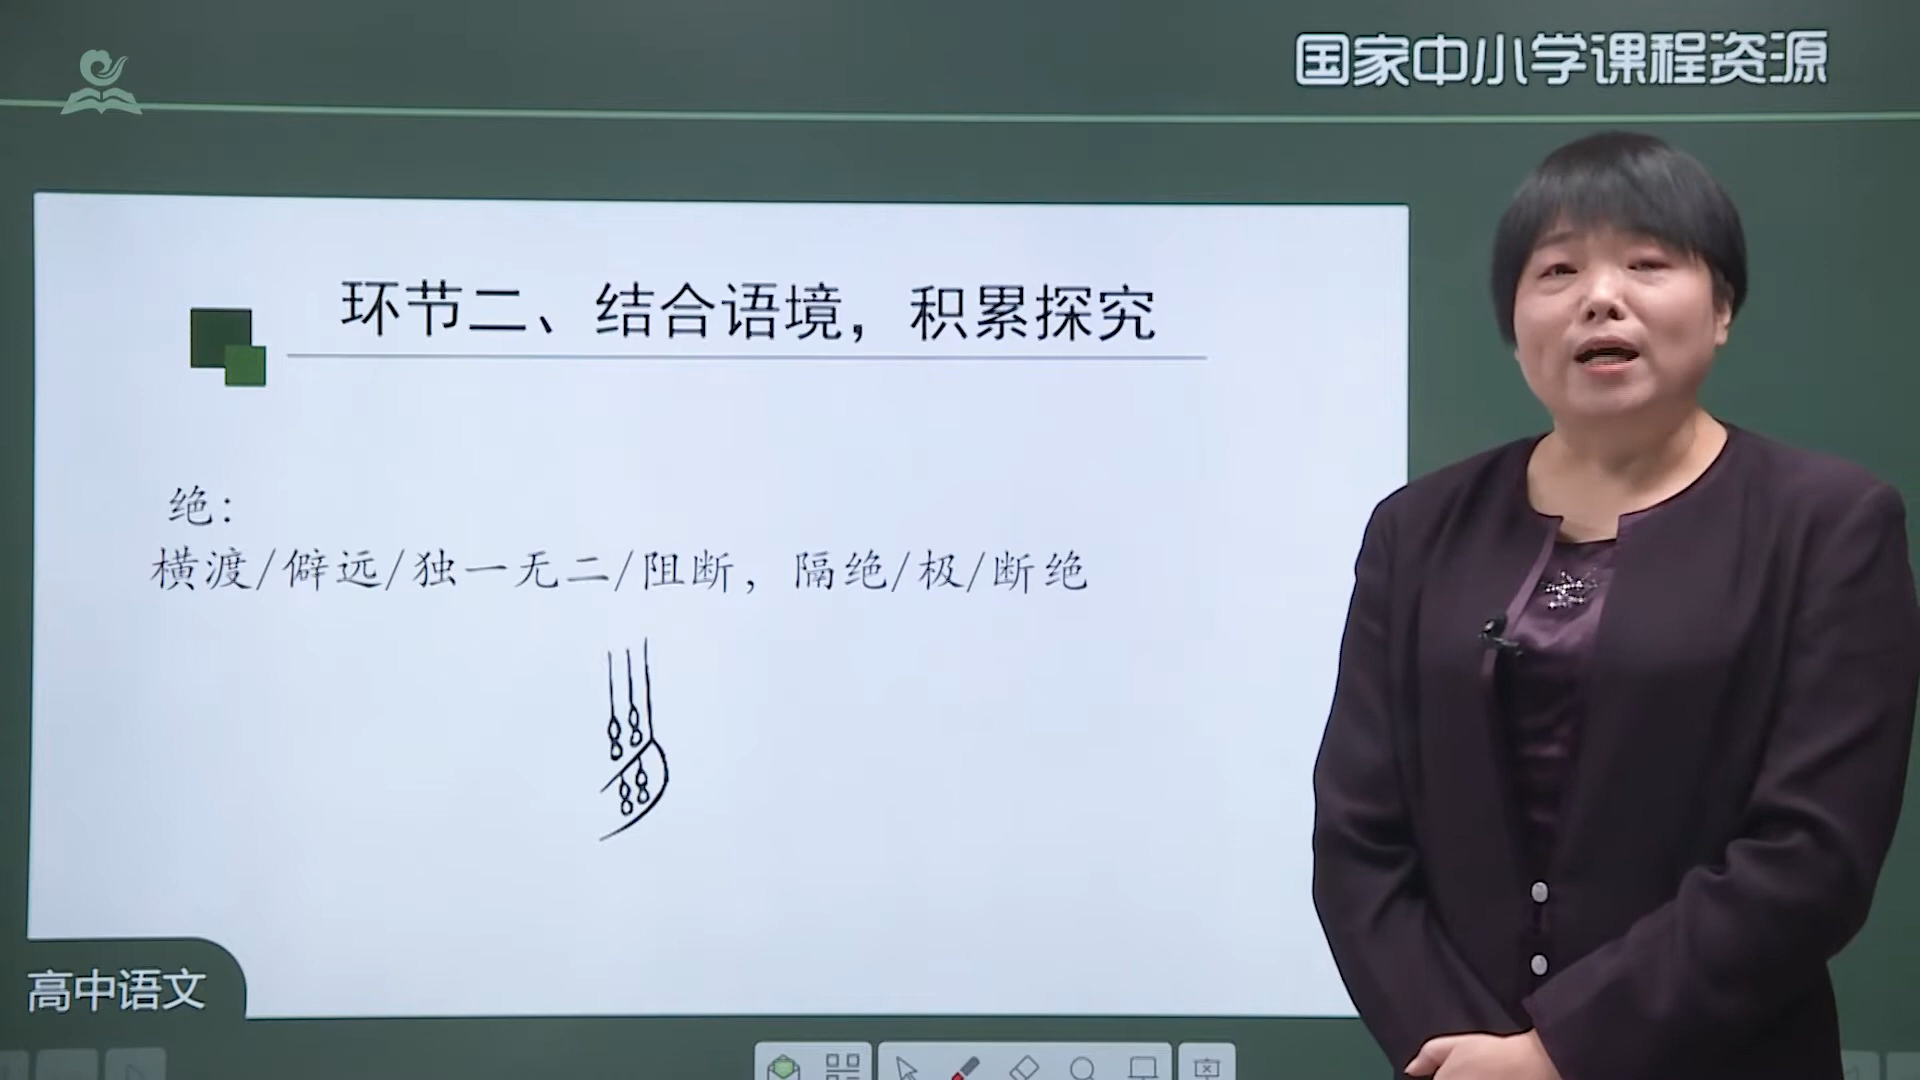 国家中小学课程资源
环节二、结合语境，积累探究
绝：
横渡/僻远/独一无二/阻断，隔绝/极/断绝
高中语文